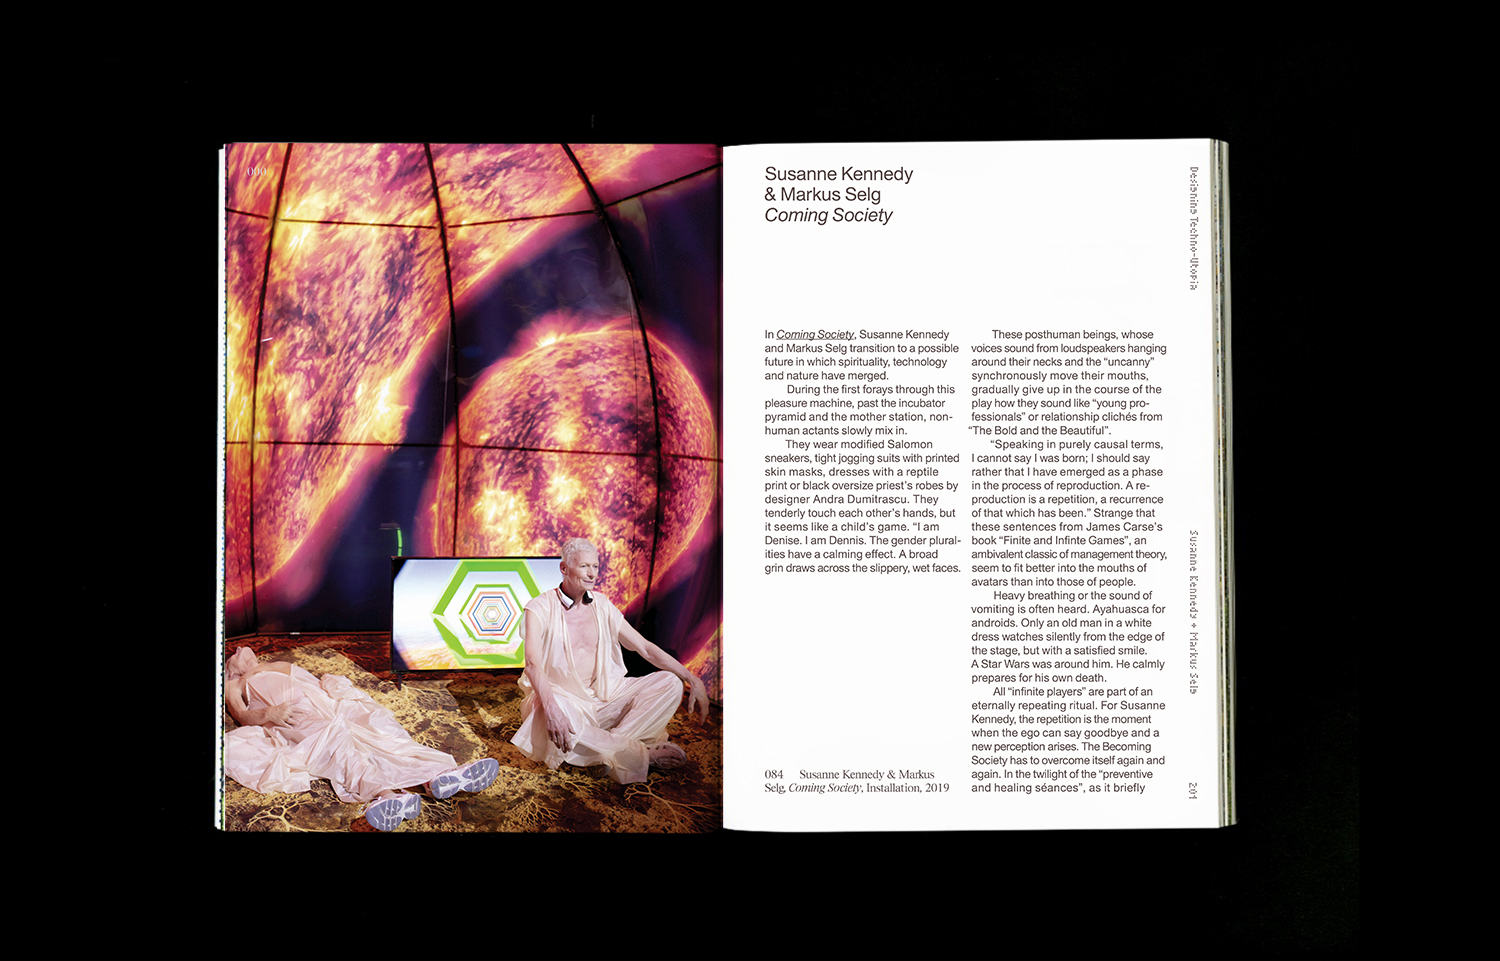 000
Susanne Kennedy
& Markus Selg
Coming Society
In Coming Society, Susanne Kennedy
and Markus Selg transition to a possible
future in which spirituality, technology
and nature have merged.
During the first forays through this
pleasure machine, past the incubator
pyramid and the mother station, non-
human actants slowly mix in.
They wear modified Salomon
sneakers, tight jogging suits with printed
skin masks, dresses with a reptile
print or black oversize priest's robes by
designer Andra Dumitrascu. They
tenderly touch each other's hands, but
it seems like a child's game. “I am
Denise. I am Dennis. The gender plural-
ities have a calming effect. A broad
grin draws across the slippery, wet faces.
084 Susanne Kennedy & Markus
Selg, Coming Society, Installation, 2019
These posthuman beings, whose
voices sound from loudspeakers hanging
around their necks and the “uncanny”
synchronously move their mouths,
gradually give up in the course of the
play how they sound like “young pro-
fessionals” or relationship clichés from
“The Bold and the Beautiful”.
“Speaking in purely causal terms,
I cannot say I was born; I should say
rather that I have emerged as a phase
in the process of reproduction. A re-
production is a repetition, a recurrence
of that which has been.” Strange that
these sentences from James Carse's
book “Finite and Infinte Games”, an
ambivalent classic of management theory,
seem to fit better into the mouths of
avatars than into those of people.
Heavy breathing or the sound of
vomiting is often heard. Ayahuasca for
androids. Only an old man in a white
dress watches silently from the edge of
the stage, but with a satisfied smile.
A Star Wars was around him. He calmly
prepares for his own death.
All “infinite players” are part of an
eternally repeating ritual. For Susanne
Kennedy, the repetition is the moment
when the ego can say goodbye and a
new perception arises. The Becoming
Society has to overcome itself again and
again. In the twilight of the “preventive
and healing séances”, as it briefly
Designing Techno-Utopia
Susanne Kennedy + Markus Selg
201